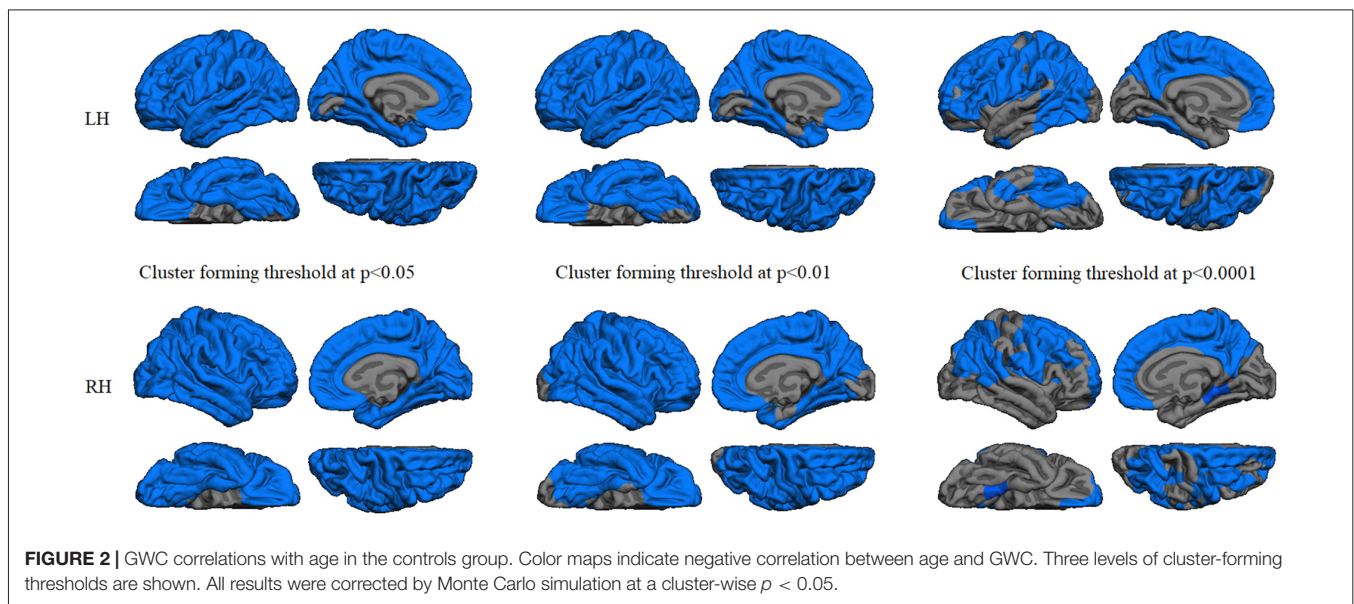 LH
Cluster forming threshold at p<0.05
Cluster forming threshold at p<0.01
Cluster forming threshold at p<0.0001
RH
FIGURE 2 | GWC correlations with age in the controls group. Color maps indicate negative correlation between age and GWC. Three levels of cluster-forming
thresholds are shown. All results were corrected by Monte Carlo simulation at a cluster-wise p < 0.05.